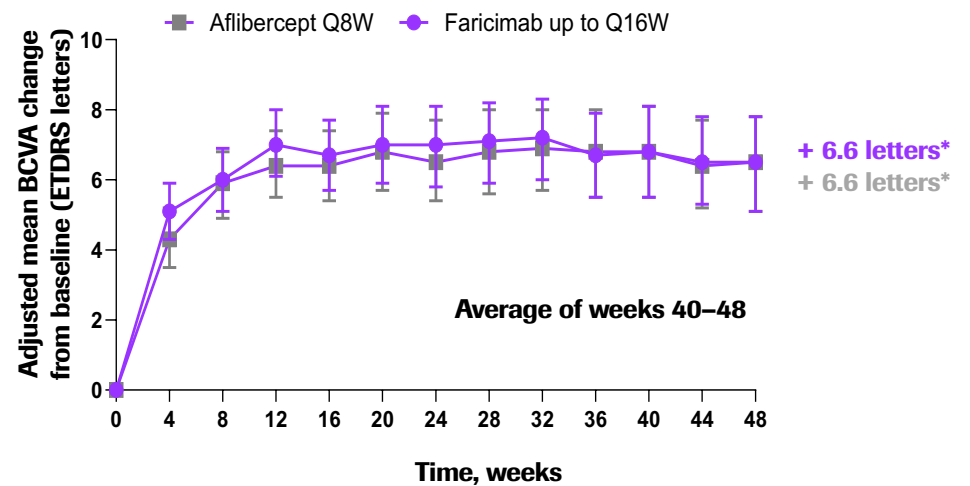 Aflibercept Q8W Faricimab up to Q16W
Adjusted mean BCVA change
from baseline (ETDRS letters)
10
8
6
4
2
0
+ 6.6 letters*
+ 6.6 letters*
Average of weeks 40–48
0 4 8 12 16 20 24 28 32 36 40 44 48
Time, weeks